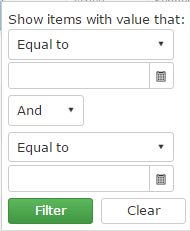 Show items with value that:
Equal to
And
Equal to
Filter Clear